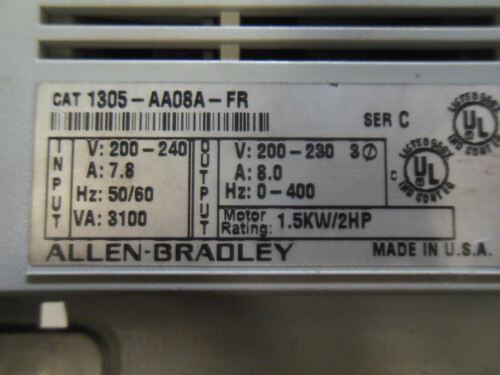 CAT 1305-AA08A-FR
SER C
INPUT
V: 200-240
A: 7.8
Hz: 50/60
VA: 3100
OUTPUT
V: 200-230 3Ø
A: 8.0
Hz: 0-400
Motor Rating: 1.5KW/2HP
ALLEN-BRADLEY
MADE IN U.S.A.
UL
C UL